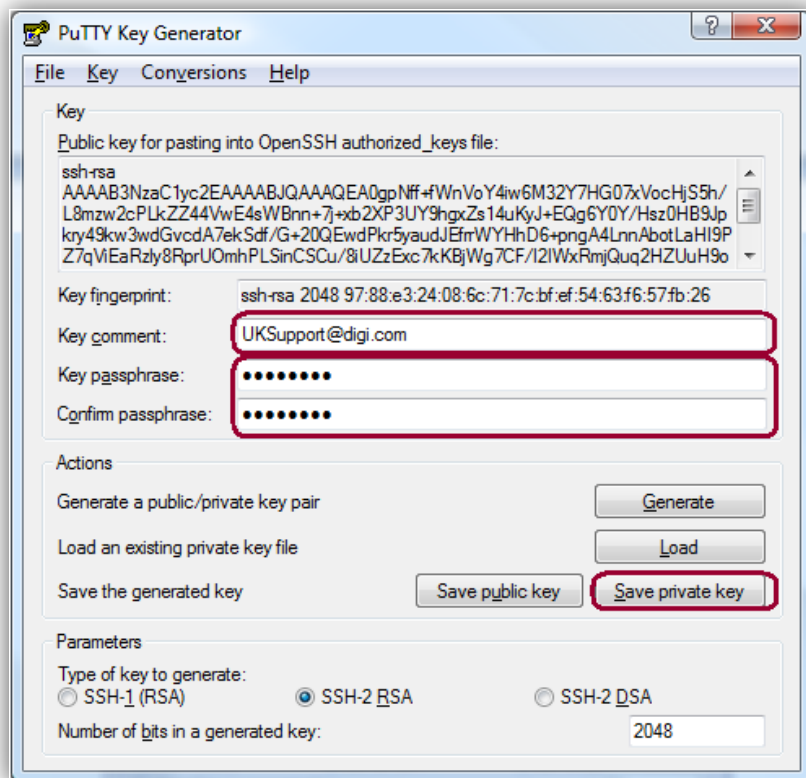 PuTTY Key Generator
File Key Conversions Help
Key
Public key for pasting into OpenSSH authorized_keys file:
ssh-rsa
AAAAB3NzaC1yc2EAAAABJQAAAQEA0gpNff+fWnVoY4iw6M32Y7HG07xVocHjS5h/
L8mzw2cPLkZZ44VwE4sWBnn+7j+xb2XP3UY9hgxZs14uKyJ+EQg6Y0Y/Hsz0HB9Jp
kry49kw3wdGvcdA7ekSdf/G+20QEwdPkr5yaudJEfrrWYHhD6+pngA4LnnAbotLaHI9P
Z7qViEaRzly8RprUOmhPLSinCSCu/8iUZzExc7kKBjWg7CF/I2IWxRmjQuq2HZUuH9o
Key fingerprint: ssh-rsa 2048 97:88:e3:24:08:6c:71:7c:bf:ef:54:63:f6:57:fb:26
Key comment: UKSupport@digi.com
Key passphrase: ••••••••
Confirm passphrase: ••••••••
Actions
Generate a public/private key pair Generate
Load an existing private key file Load
Save the generated key Save public key Save private key
Parameters
Type of key to generate:
SSH-1 (RSA) SSH-2 RSA SSH-2 DSA
Number of bits in a generated key: 2048